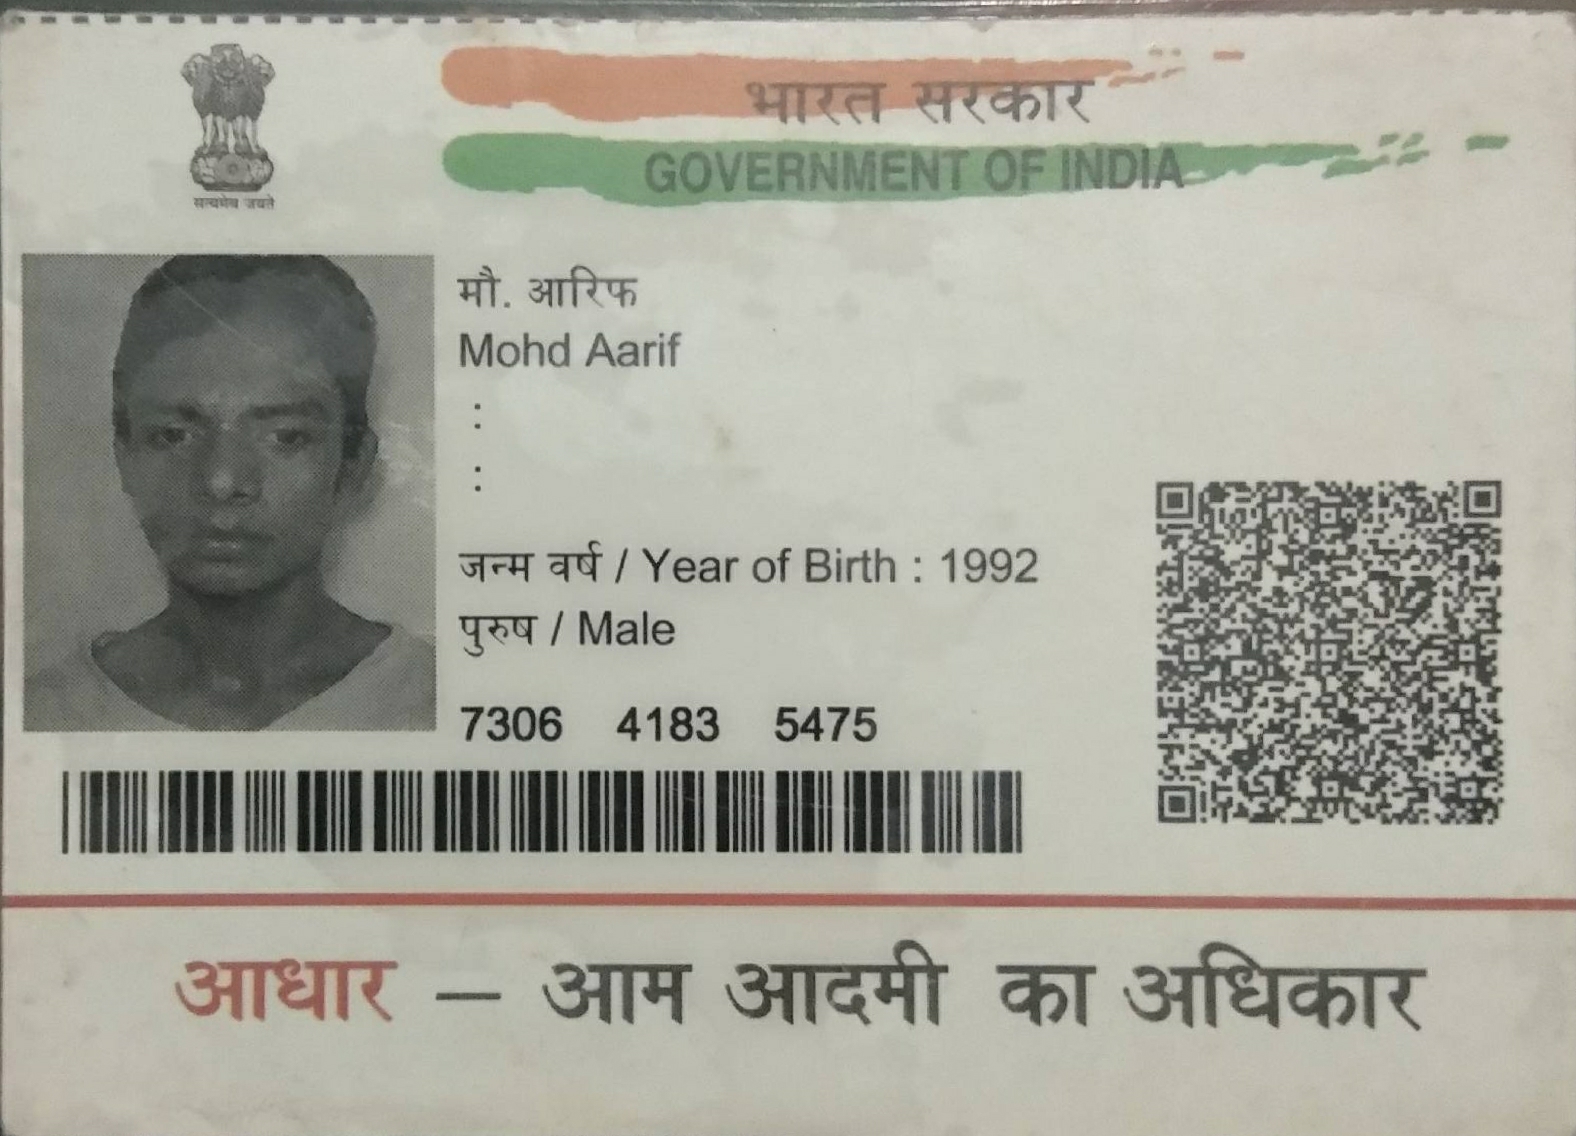 भारत सरकार
GOVERNMENT OF INDIA
सत्यमेव जयते
मौ. आरिफ
Mohd Aarif
:
:
जन्म वर्ष / Year of Birth : 1992
पुरुष / Male
7306 4183 5475
आधार — आम आदमी का अधिकार